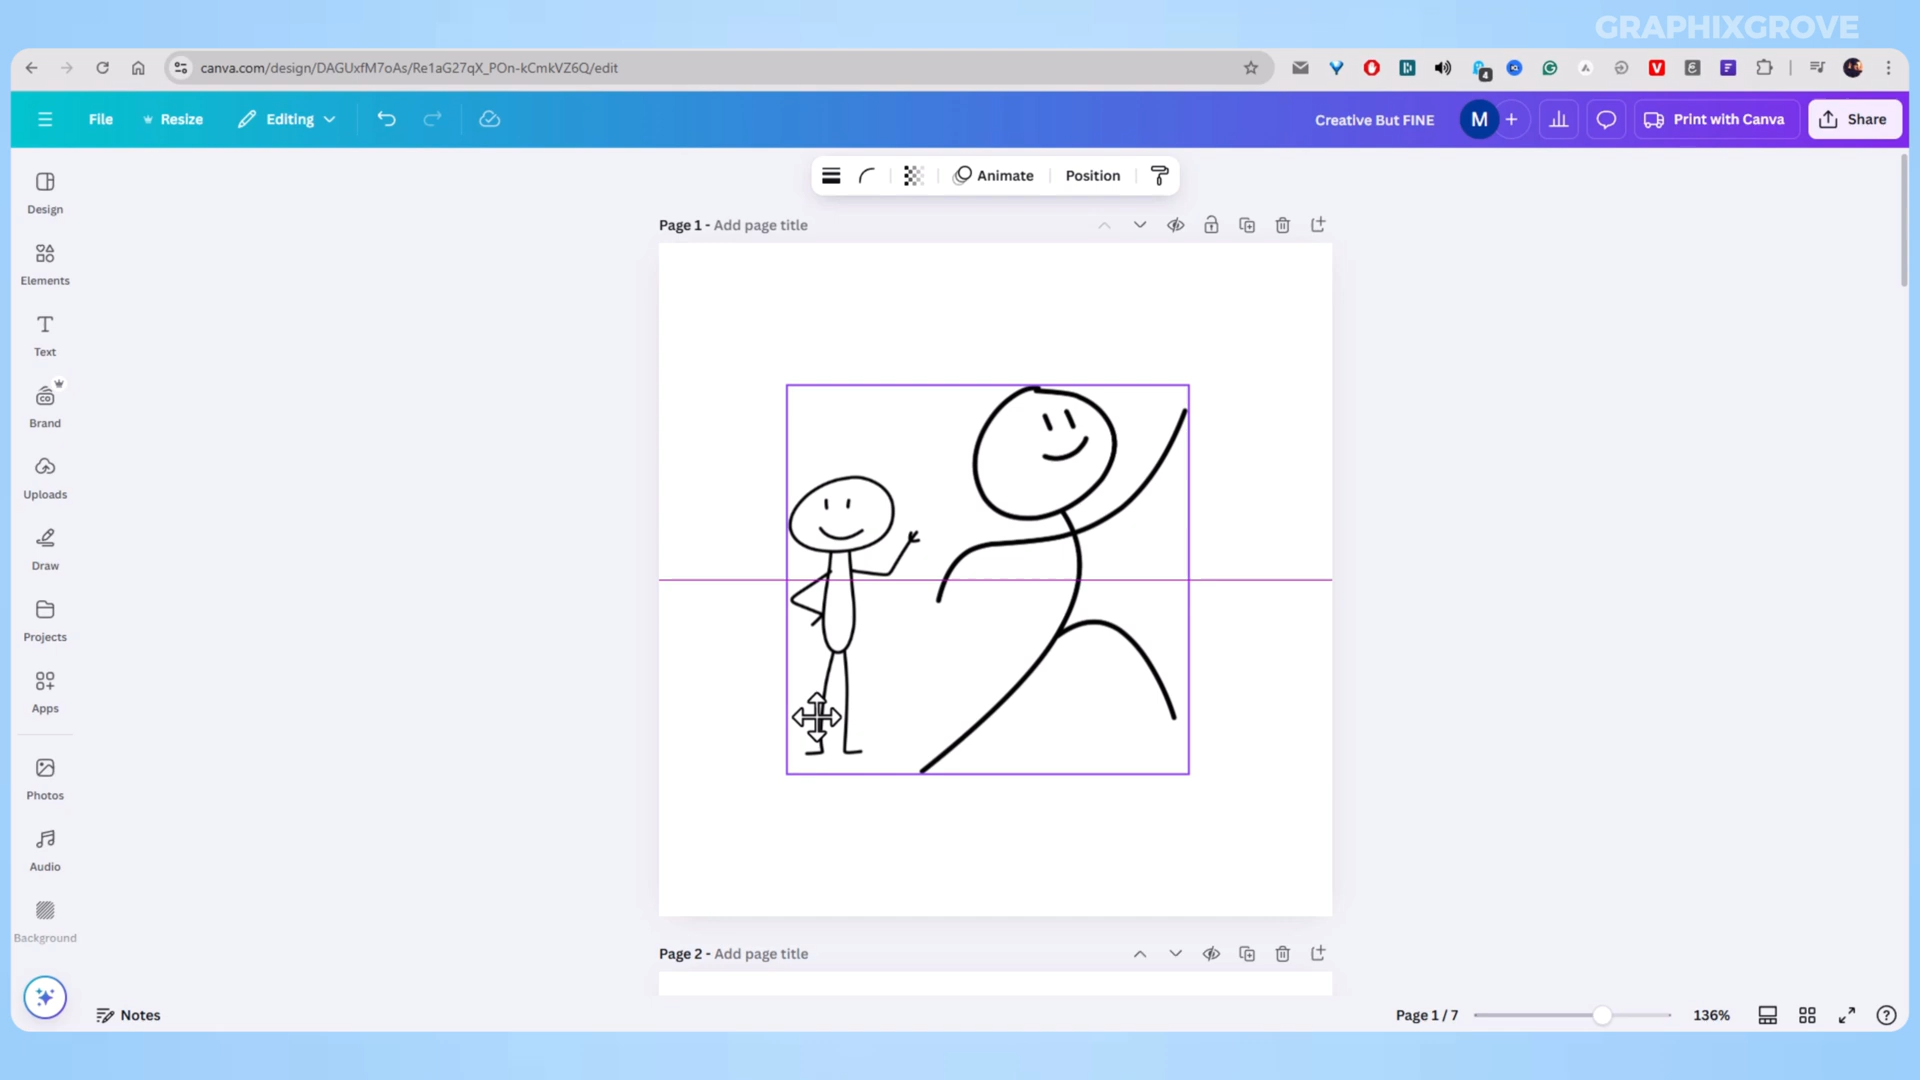 GRAPHIXGROVE
canva.com/design/DAGUxfM7oAs/Re1aG27qX_POn-kCmkVZ6Q/edit
4
File
Resize
Editing
Creative But FINE
M
Print with Canva
Share
Animate
Position
Page 1 - Add page title
Design
Elements
Text
Brand
Uploads
Draw
Projects
Apps
Photos
Audio
Background
Page 2 - Add page title
Notes
Page 1 / 7
136%